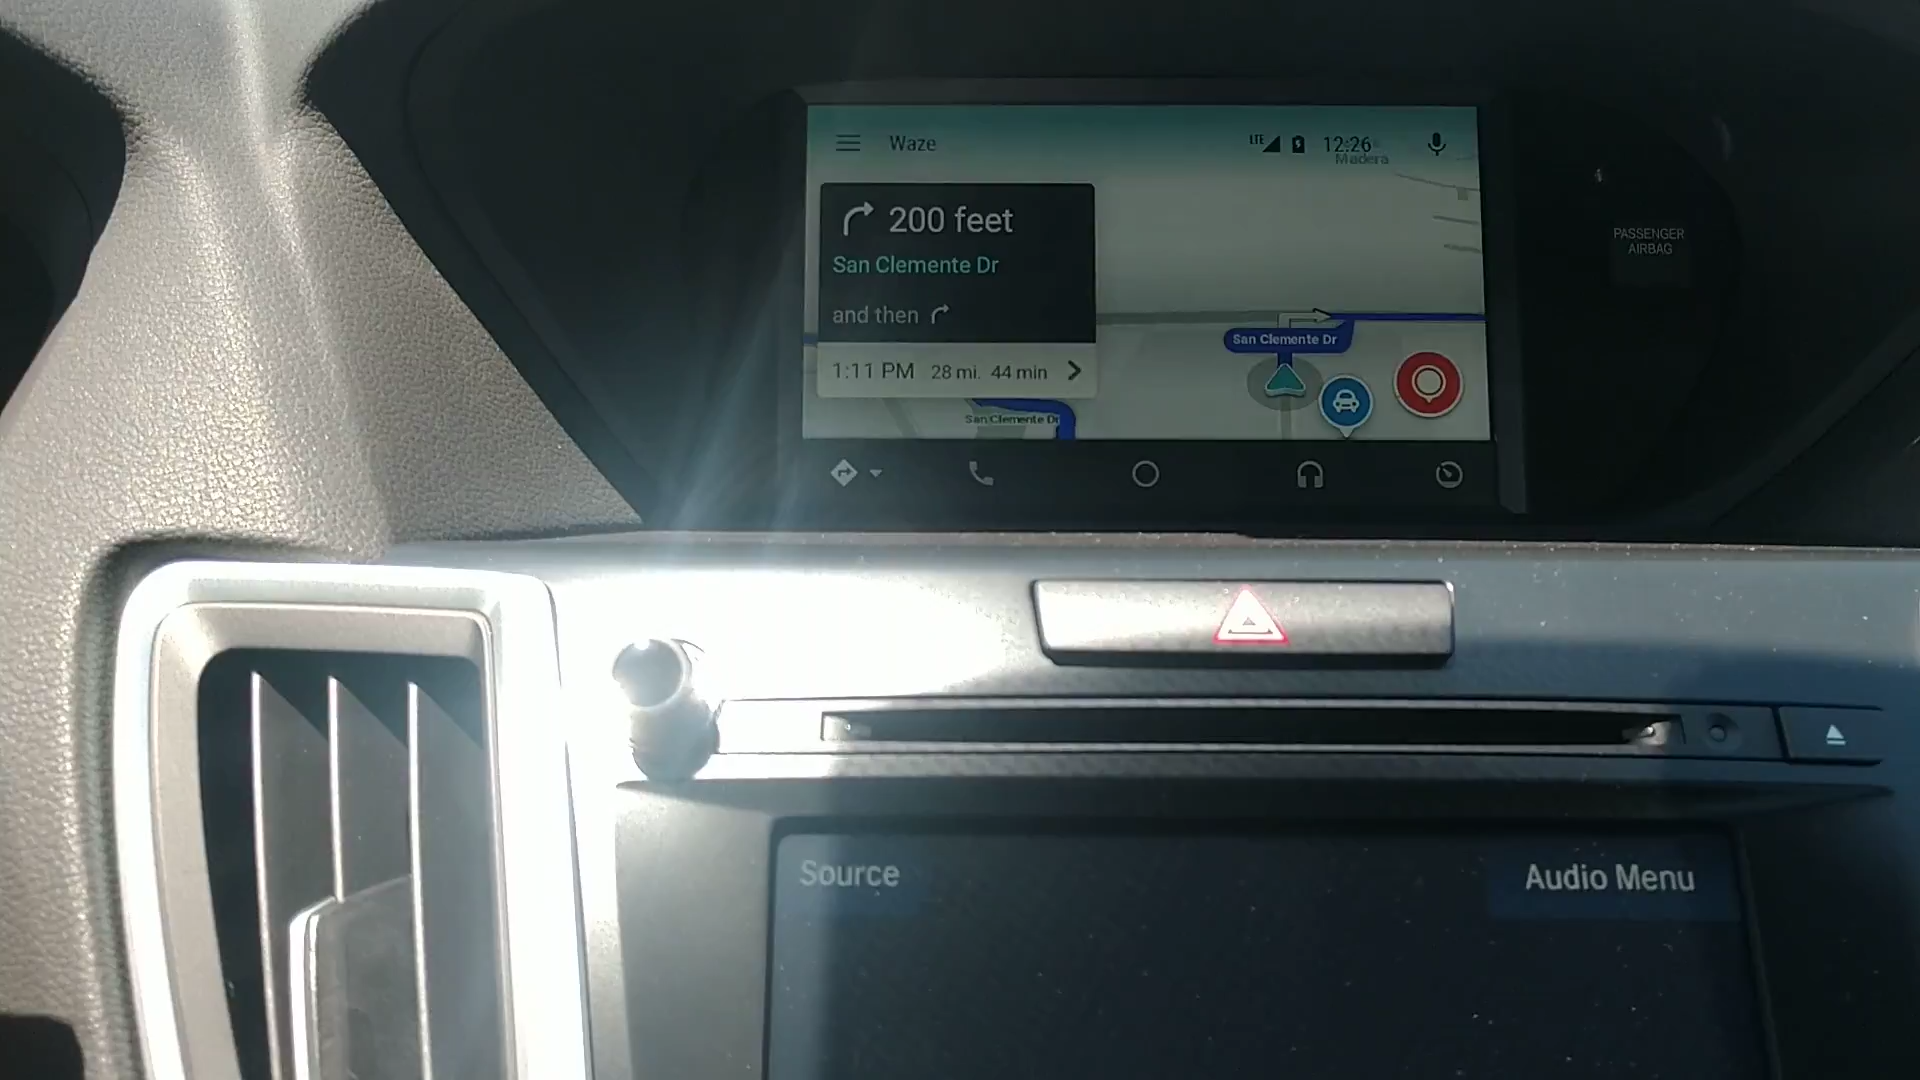 Waze
LTE
12:26
Madera
200 feet
San Clemente Dr
and then
1:11 PM 28 mi. 44 min
San Clemente Dr
San Clemente Dr
PASSENGER
AIRBAG
Source
Audio Menu